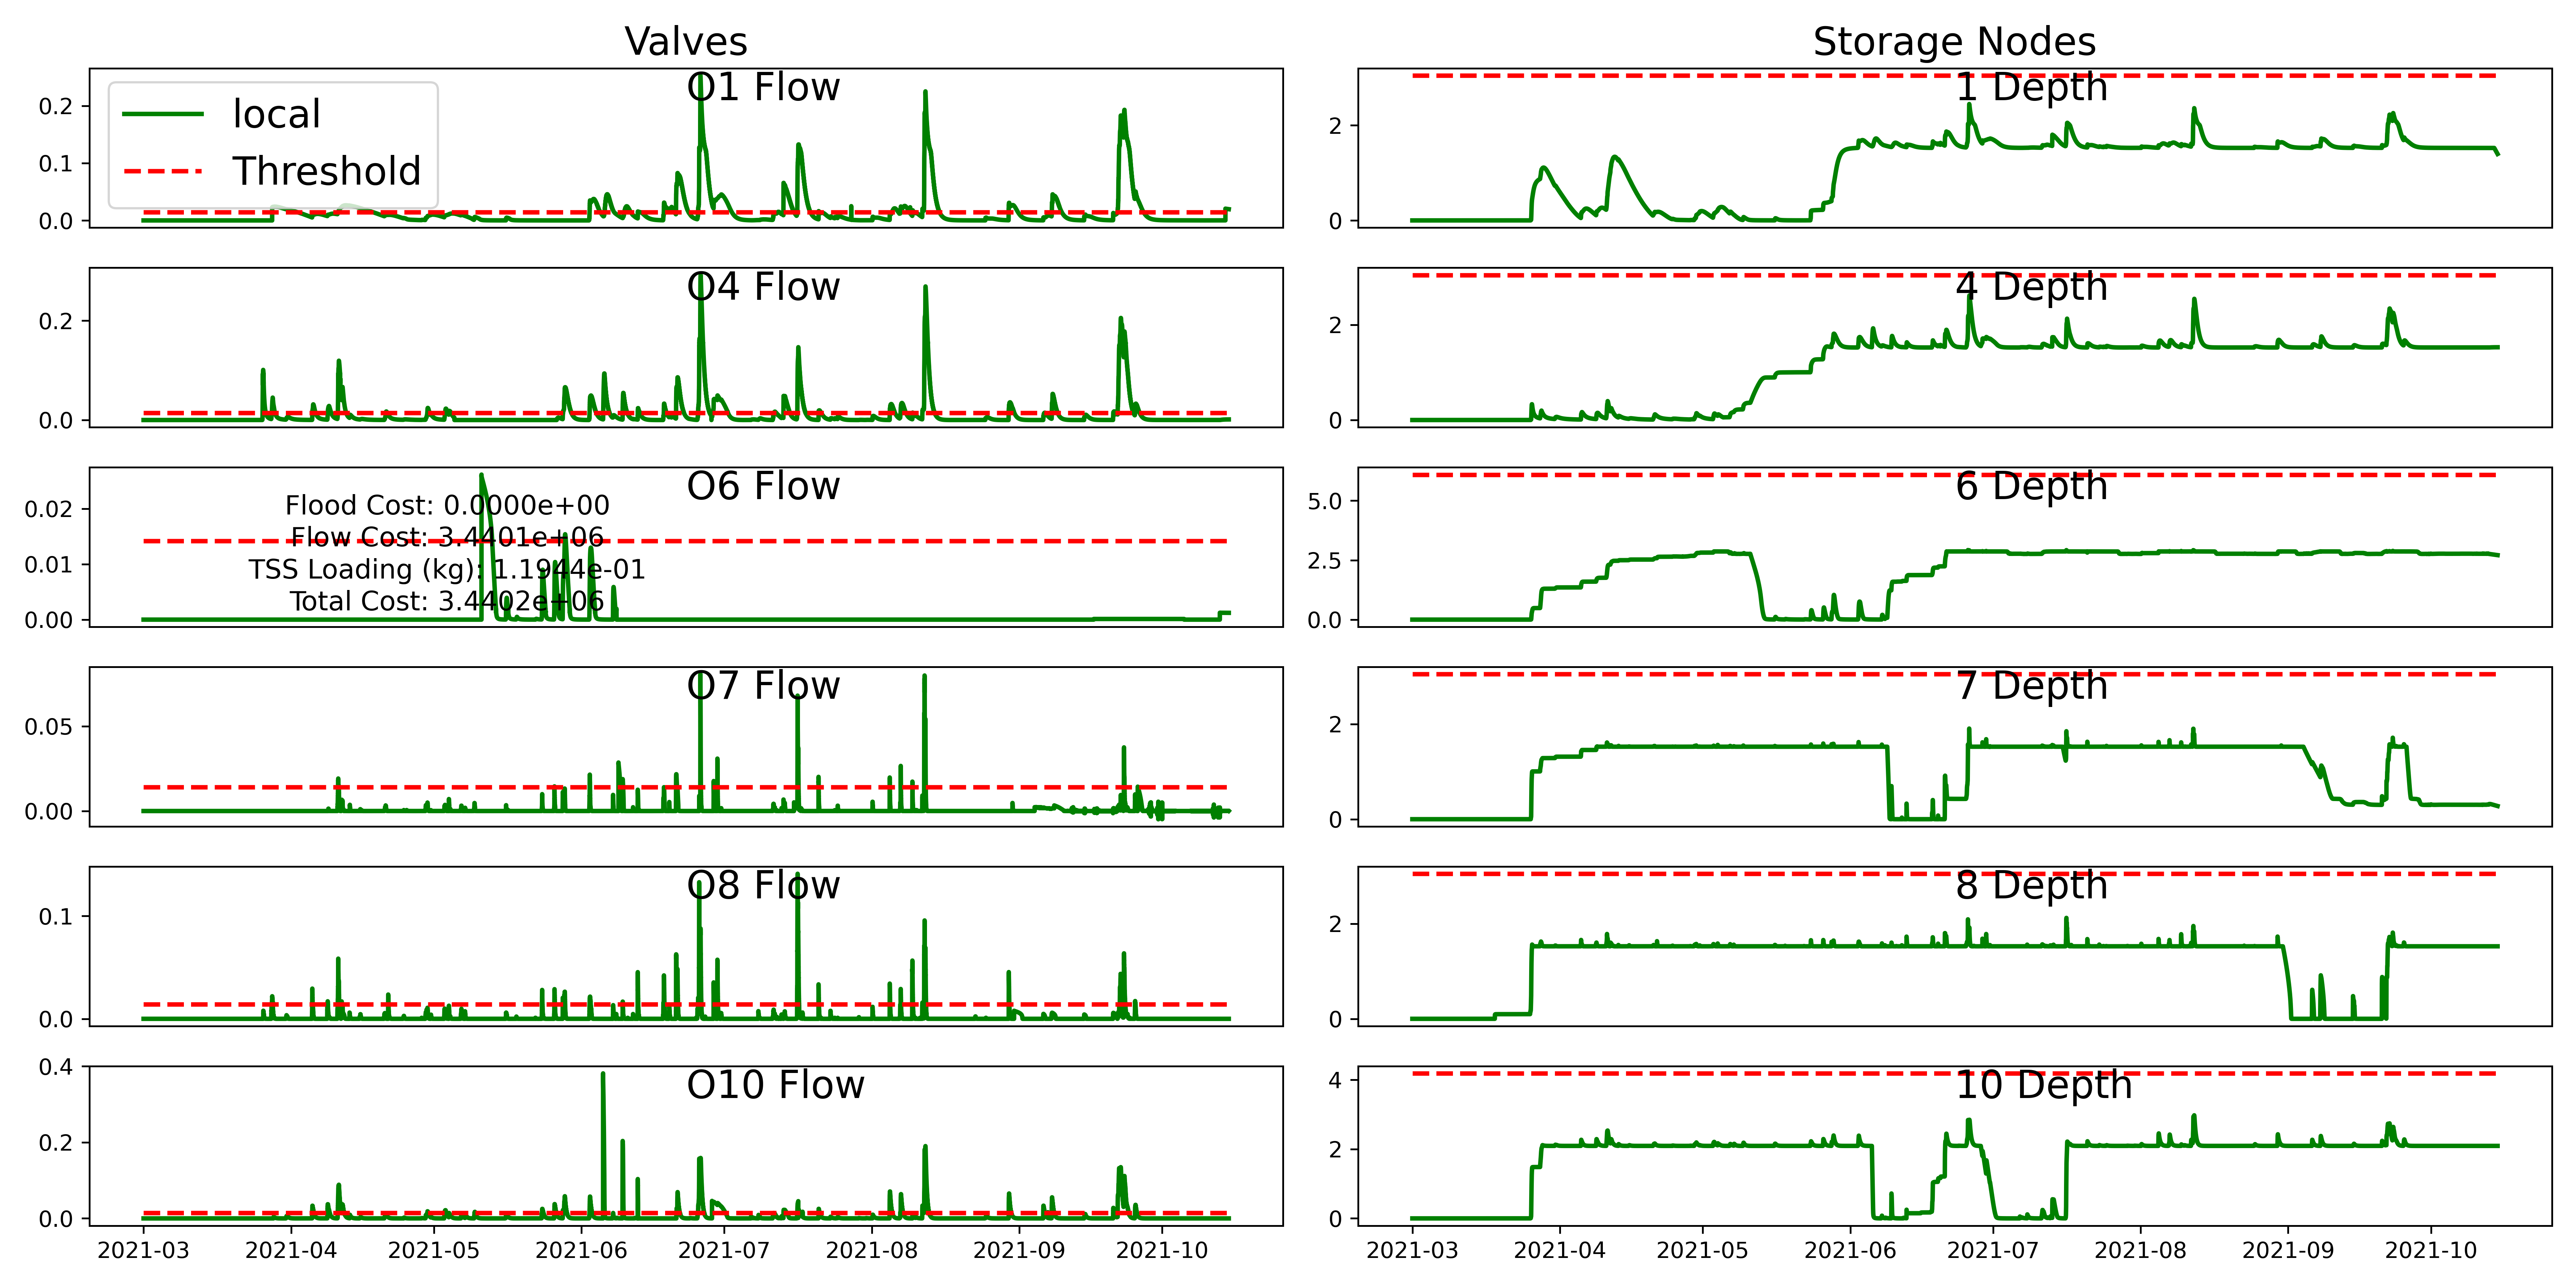 Valves
Storage Nodes
O1 Flow
local
Threshold
0.2
0.1
0.0
1 Depth
2
0
O4 Flow
0.2
0.0
4 Depth
2
0
O6 Flow
Flood Cost: 0.0000e+00
Flow Cost: 3.4401e+06
TSS Loading (kg): 1.1944e-01
Total Cost: 3.4402e+06
0.02
0.01
0.00
6 Depth
5.0
2.5
0.0
O7 Flow
0.05
0.00
7 Depth
2
0
O8 Flow
0.1
0.0
8 Depth
2
0
O10 Flow
0.4
0.2
0.0
10 Depth
4
2
0
2021-03 2021-04 2021-05 2021-06 2021-07 2021-08 2021-09 2021-10
2021-03 2021-04 2021-05 2021-06 2021-07 2021-08 2021-09 2021-10